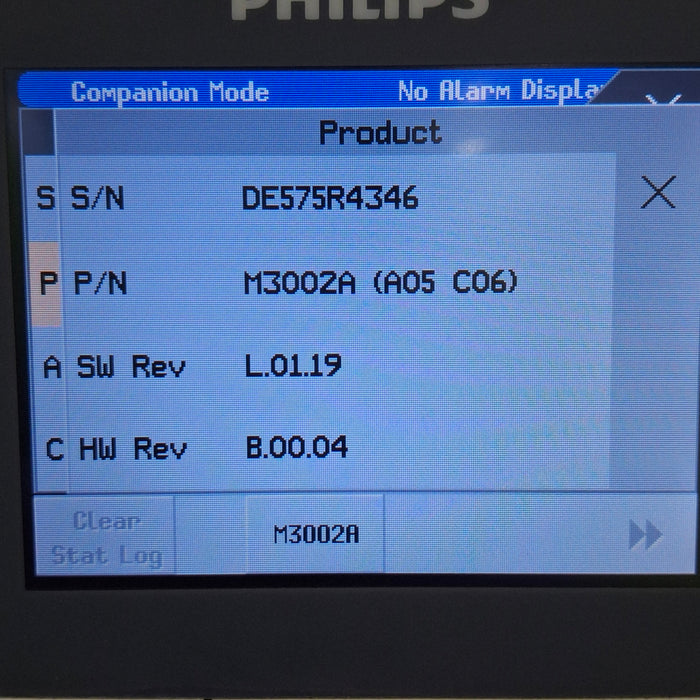 PHILIPS
Companion Mode No Alarm Displa
Product
S S/N DE575R4346
P P/N M3002A (A05 C06)
A SW Rev L.01.19
C HW Rev B.00.04
Clear
Stat Log
M3002A